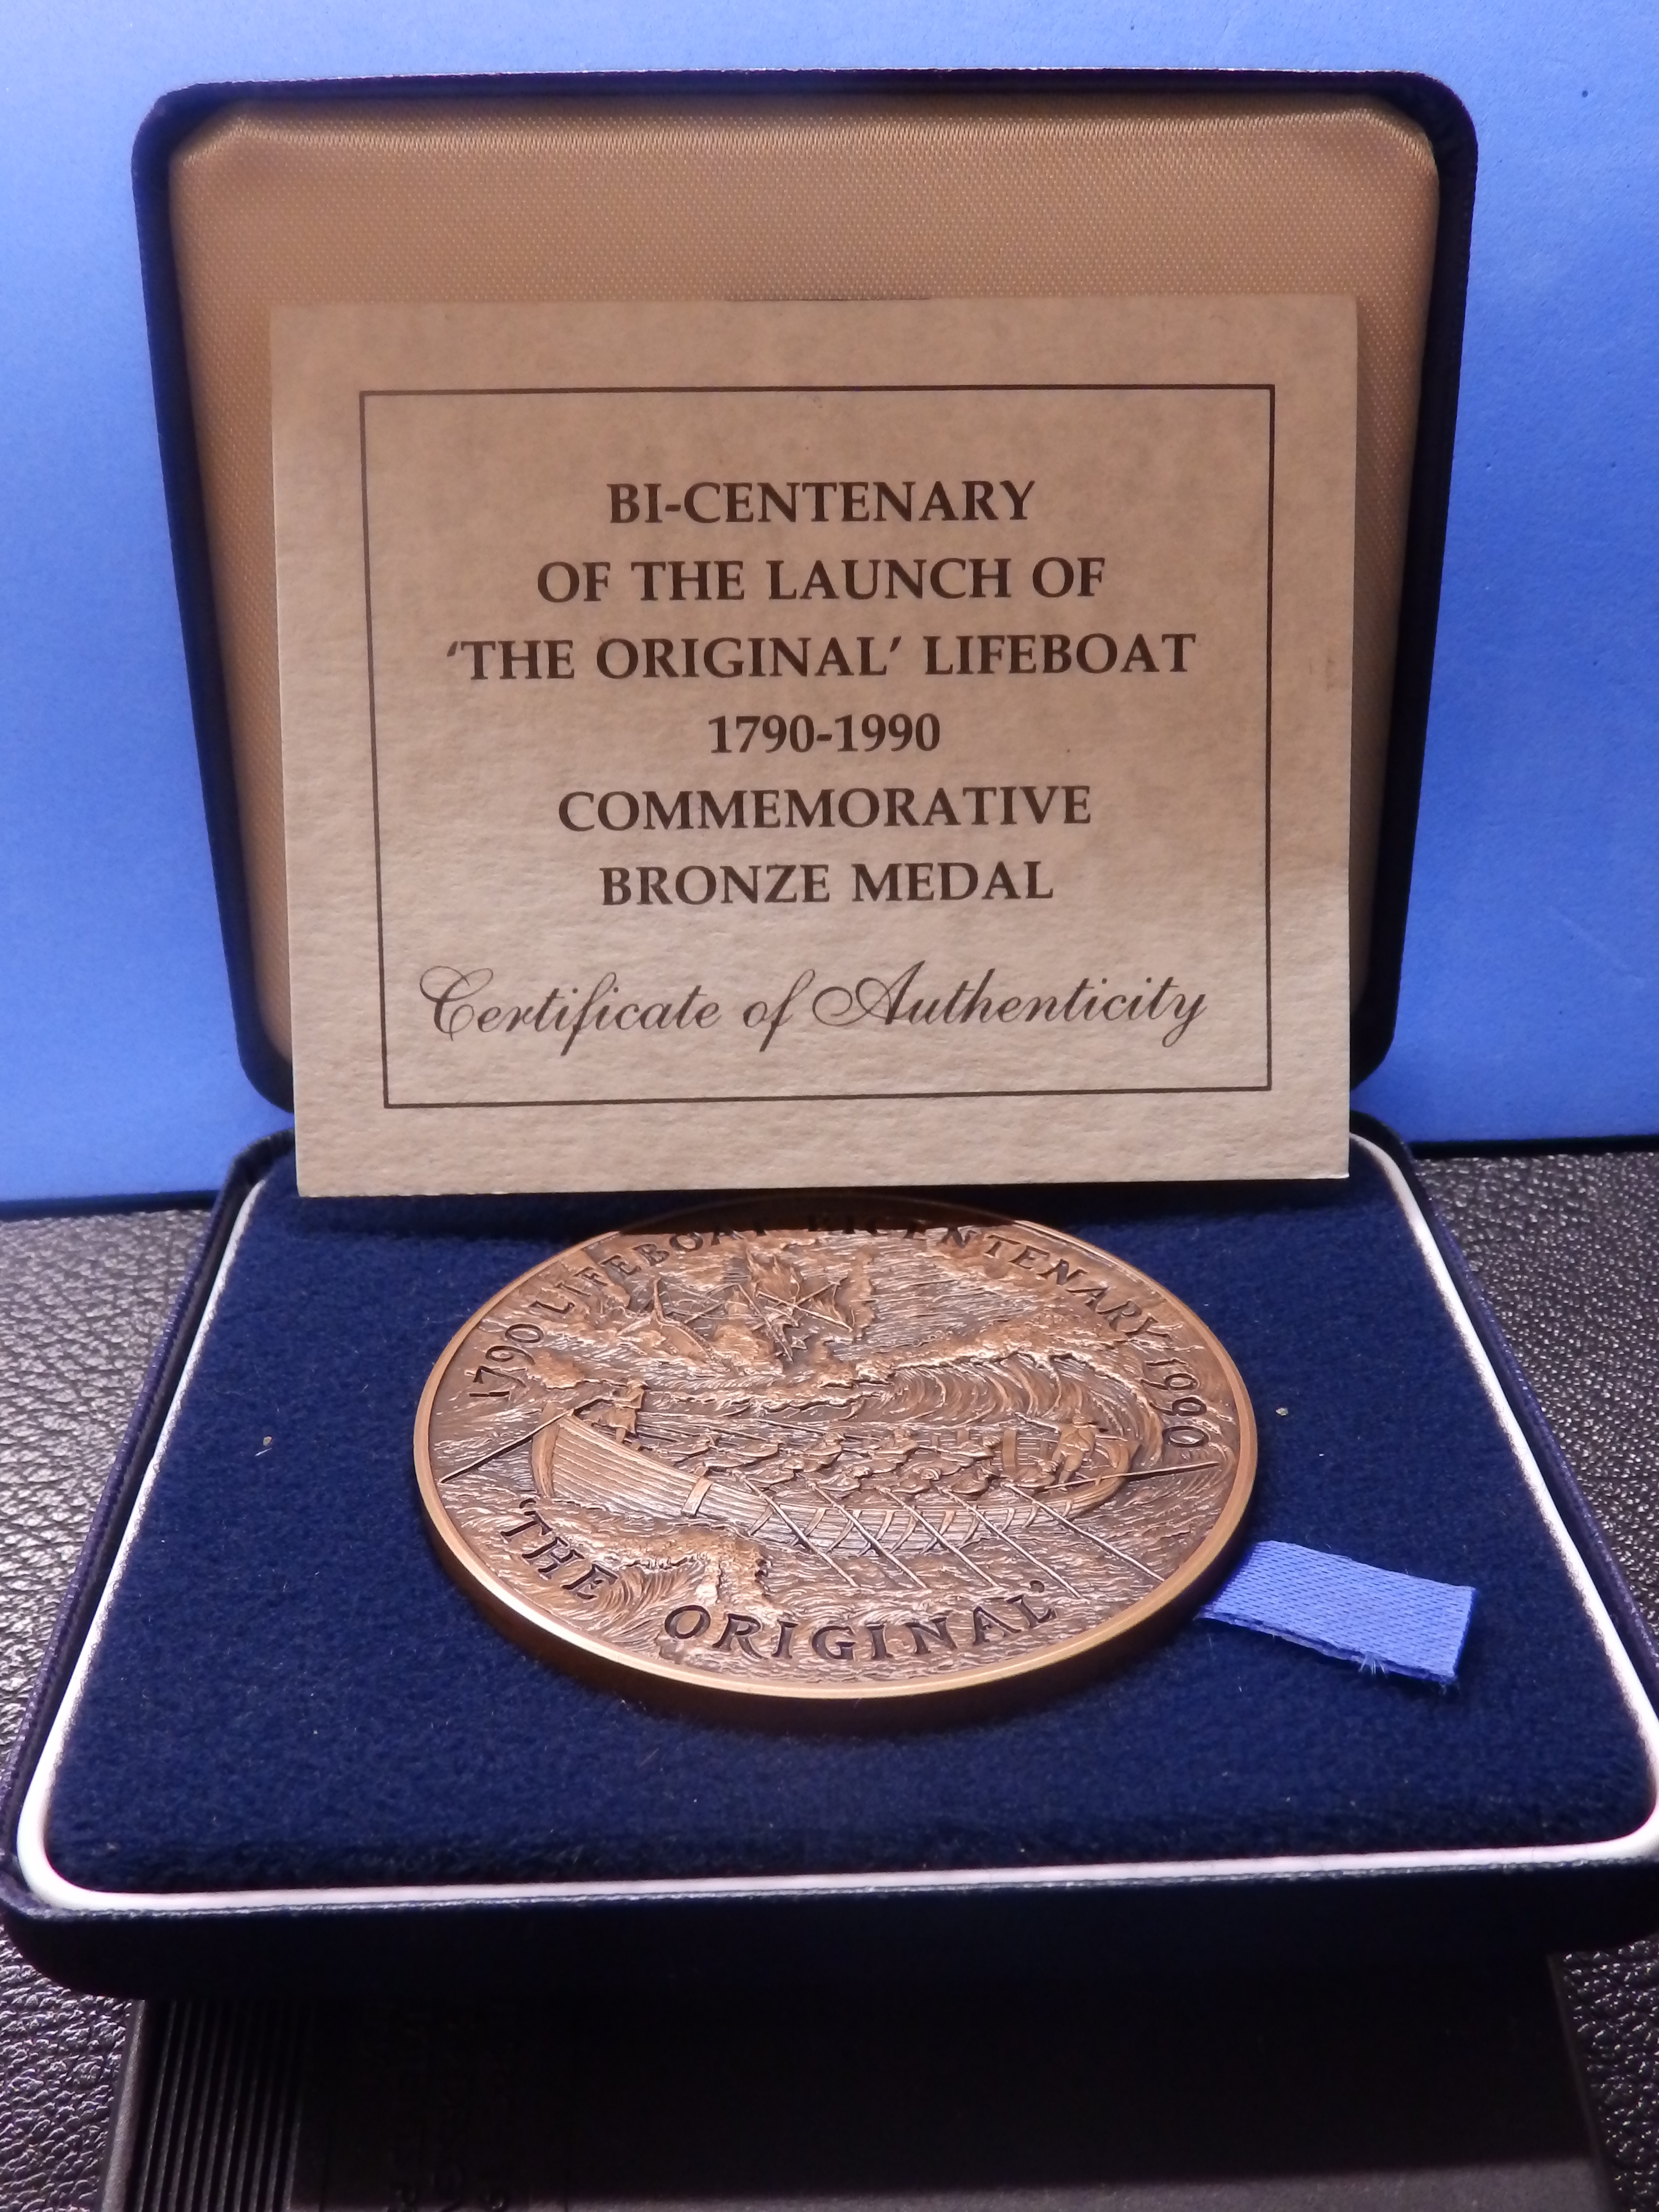 BI-CENTENARY
OF THE LAUNCH OF
‘THE ORIGINAL’ LIFEBOAT
1790-1990
COMMEMORATIVE
BRONZE MEDAL
Certificate of Authenticity
1790 LIFEBOAT BICENTENARY 1990
'THE ORIGINAL'